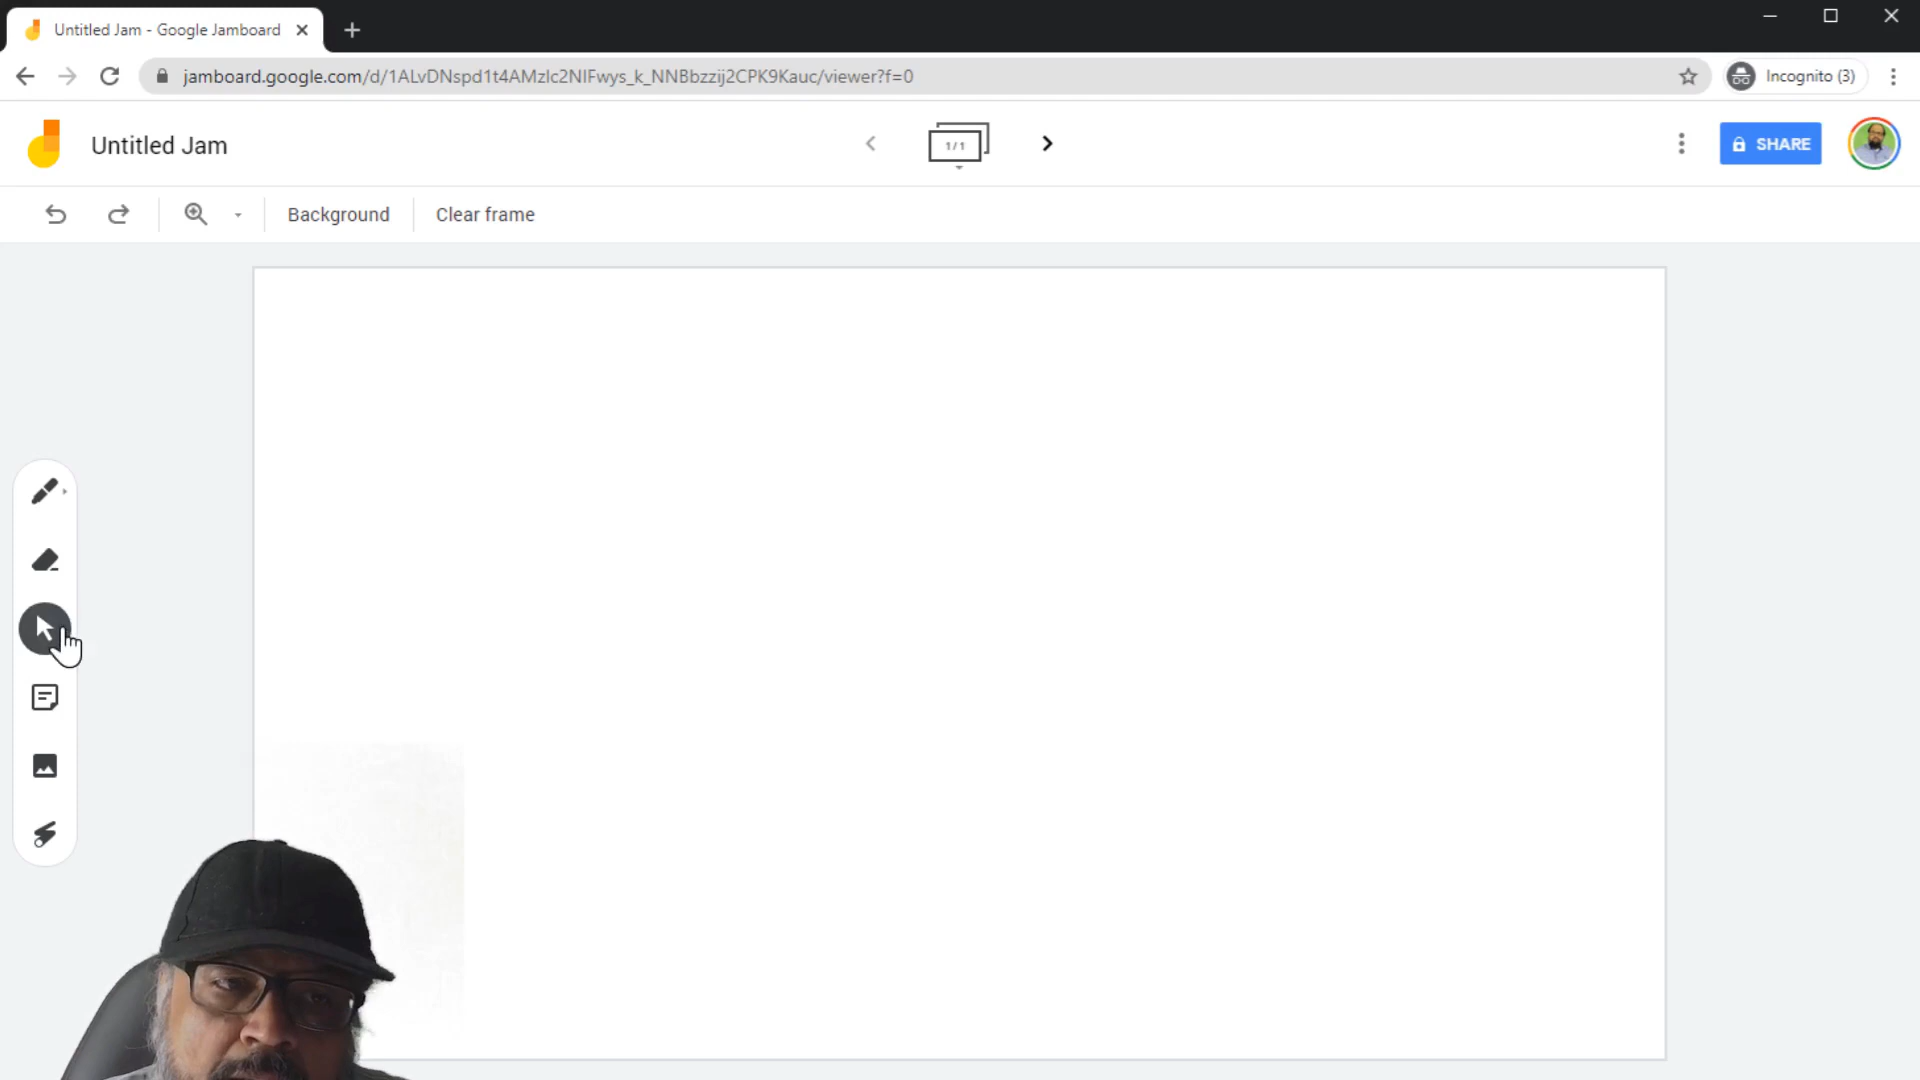 Untitled Jam - Google Jamboard
jamboard.google.com/d/1ALvDNspd1t4AMzlc2NIFwys_k_NNBbzzij2CPK9Kauc/viewer?f=0
Incognito (3)
Untitled Jam
1/1
SHARE
Background
Clear frame